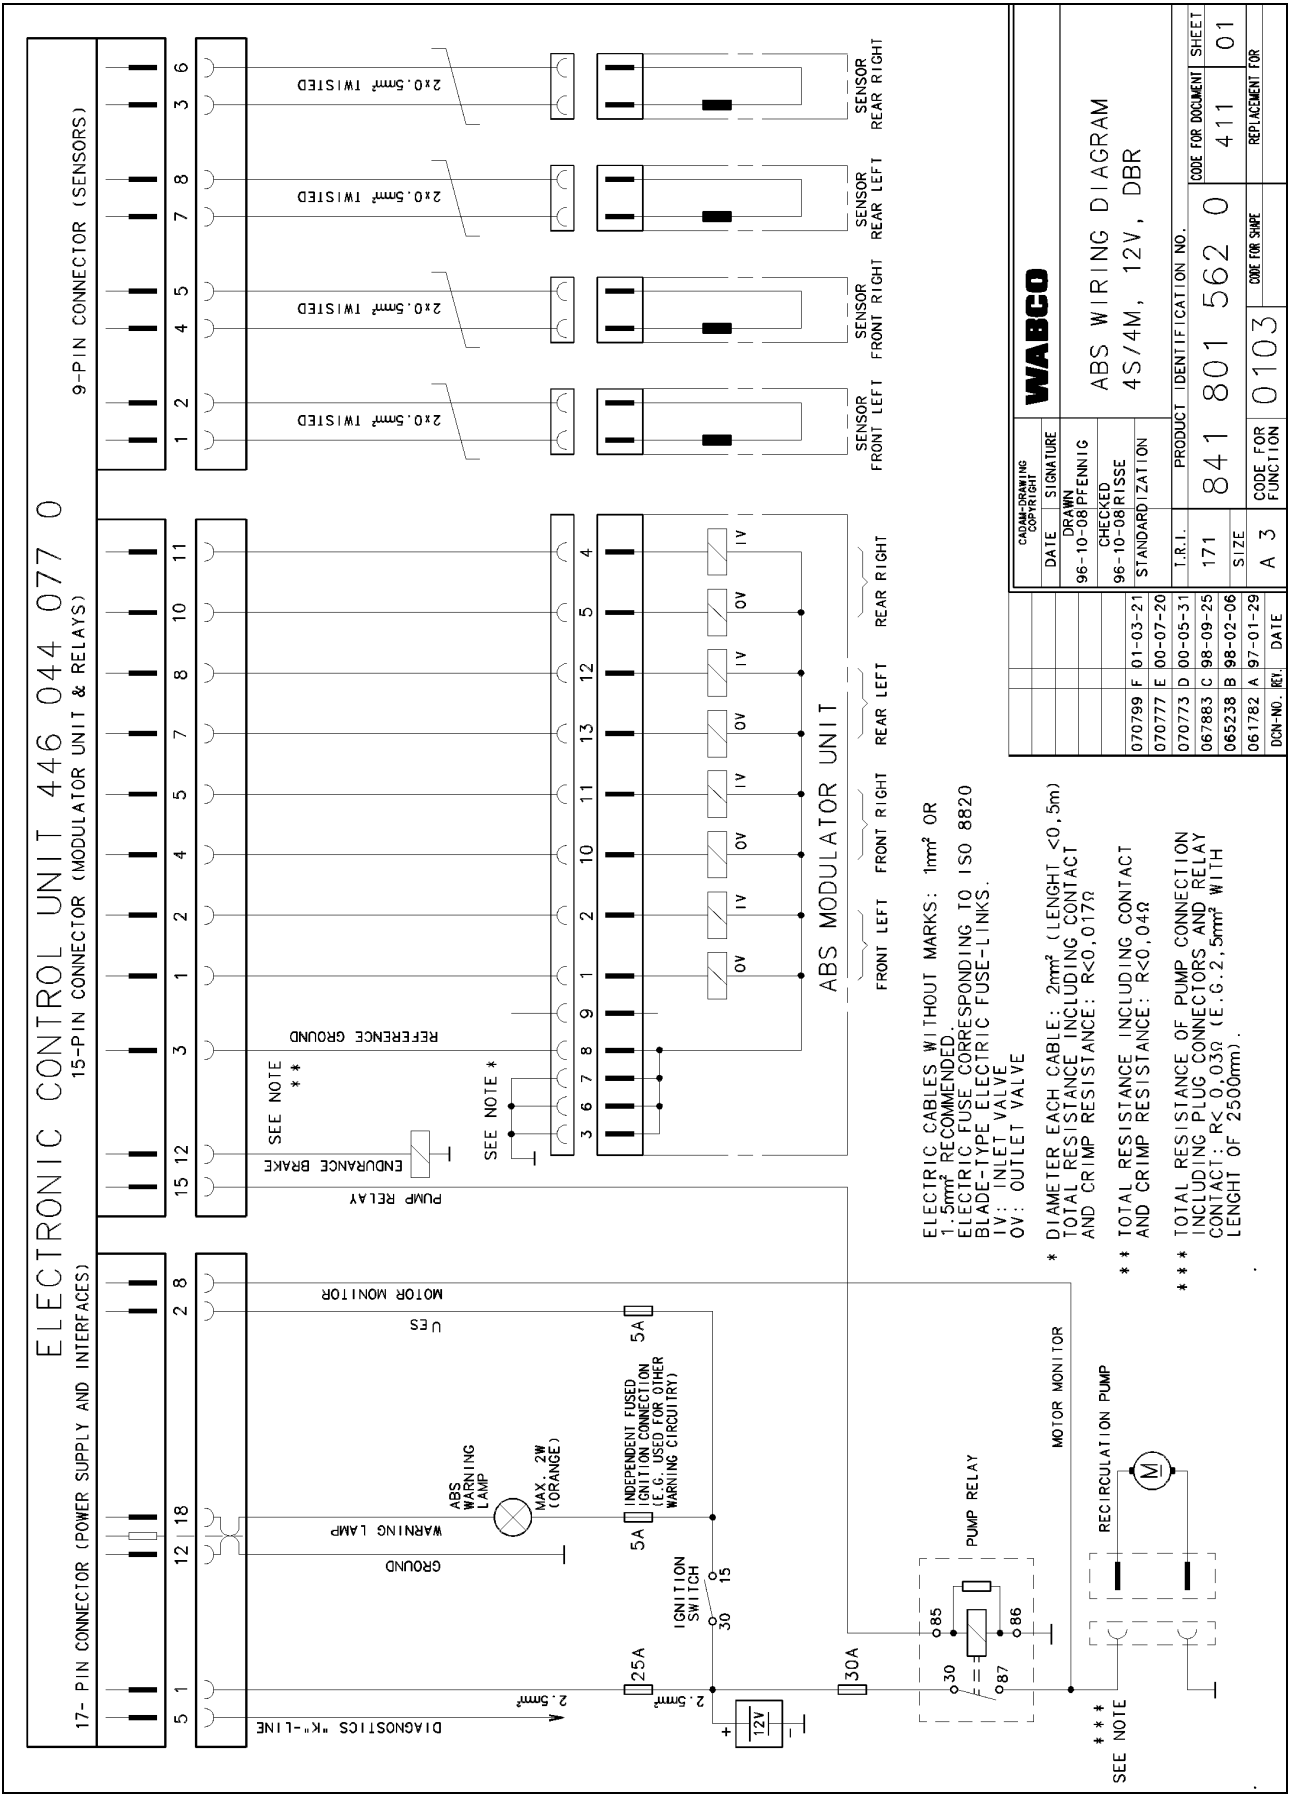 ELECTRONIC CONTROL UNIT 446 044 077 0
17- PIN CONNECTOR (POWER SUPPLY AND INTERFACES)
15-PIN CONNECTOR (MODULATOR UNIT & RELAYS)
9-PIN CONNECTOR (SENSORS)
5 1 12 18 2 8
15 12 3 1 2 4 5 7 8 10 11
1 2 4 5 7 8 3 6
DIAGNOSTICS "K"-LINE
2.5mm²
GROUND
WARNING LAMP
UES
MOTOR MONITOR
PUMP RELAY
ENDURANCE BRAKE
SEE NOTE
* *
REFERENCE GROUND
2x0.5mm² TWISTED
2x0.5mm² TWISTED
2x0.5mm² TWISTED
2x0.5mm² TWISTED
ABS
WARNING
LAMP
MAX. 2W
(ORANGE)
SEE NOTE *
3 6 7 8 9 1 2 10 11 13 12 5 4
25A
2.5mm²
5A
INDEPENDENT FUSED
IGNITION CONNECTION
(E.G. USED FOR OTHER
WARNING CIRCUITRY)
5A
IGNITION
SWITCH
30 15
+
12V
-
30A
OV IV OV IV OV IV OV IV
ABS MODULATOR UNIT
FRONT LEFT
FRONT RIGHT
REAR LEFT
REAR RIGHT
SENSOR
FRONT LEFT
SENSOR
FRONT RIGHT
SENSOR
REAR LEFT
SENSOR
REAR RIGHT
85
30
86
87
PUMP RELAY
MOTOR MONITOR
RECIRCULATION PUMP
M
* * *
SEE NOTE
ELECTRIC CABLES WITHOUT MARKS: 1mm² OR
1.5mm² RECOMMENDED.
ELECTRIC FUSE CORRESPONDING TO ISO 8820
BLADE-TYPE ELECTRIC FUSE-LINKS.
IV: INLET VALVE
OV: OUTLET VALVE
* DIAMETER EACH CABLE: 2mm² (LENGHT <0,5m)
TOTAL RESISTANCE INCLUDING CONTACT
AND CRIMP RESISTANCE: R<0,017Ω
* * TOTAL RESISTANCE INCLUDING CONTACT
AND CRIMP RESISTANCE: R<0,04Ω
* * * TOTAL RESISTANCE OF PUMP CONNECTION
INCLUDING PLUG CONNECTORS AND RELAY
CONTACT: R< 0,03Ω (E.G.2,5mm² WITH
LENGHT OF 2500mm).
070799 F 01-03-21
070777 E 00-07-20
070773 D 00-05-31
067883 C 98-09-25
065238 B 98-02-06
061782 A 97-01-29
DCN-NO. REV. DATE
CADAM-DRAWING
COPYRIGHT
DATE SIGNATURE
DRAWN
96-10-08 PFENNIG
CHECKED
96-10-08 RISSE
STANDARDIZATION
WABCO
ABS WIRING DIAGRAM
4S/4M, 12V, DBR
T.R.I.
171
SIZE
A 3
PRODUCT IDENTIFICATION NO.
841 801 562 0
CODE FOR DOCUMENT
411
SHEET
01
CODE FOR
FUNCTION
0103
CODE FOR SHAPE
REPLACEMENT FOR